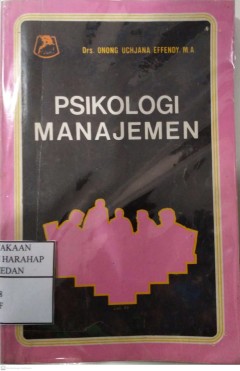 Drs. ONONG UCHJANA EFFENDY, M.A.
PSIKOLOGI
MANAJEMEN
AKAAN
HARAHAP
EDAN